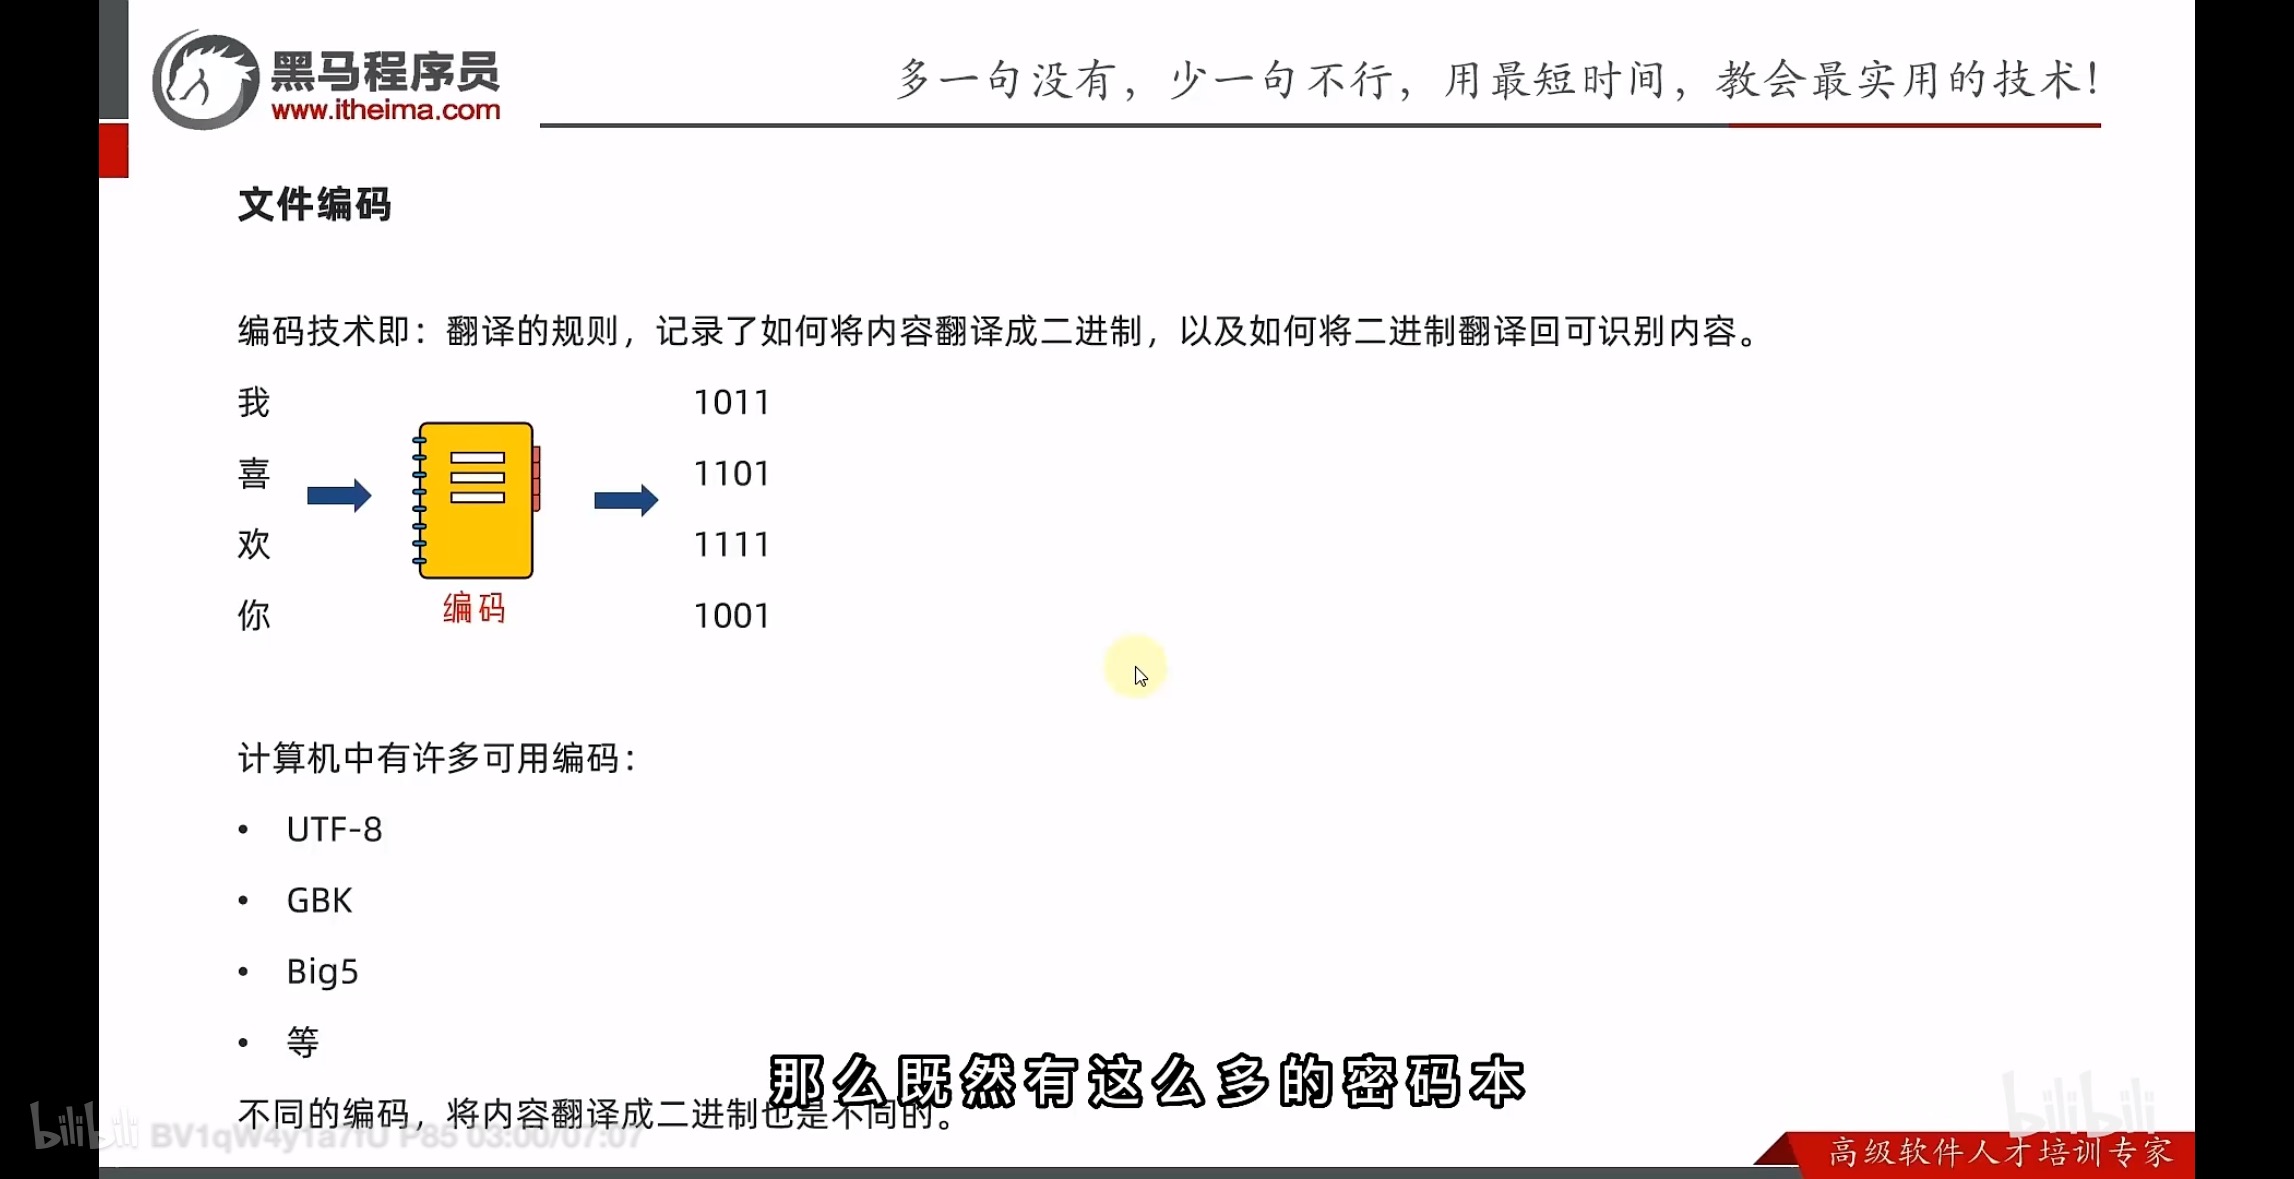 黑马程序员
www.itheima.com
多一句没有，少一句不行，用最短时间，教会最实用的技术！
文件编码
编码技术即：翻译的规则，记录了如何将内容翻译成二进制，以及如何将二进制翻译回可识别内容。
我 1011
喜 1101
欢 1111
你 1001
编码
计算机中有许多可用编码：
• UTF-8
• GBK
• Big5
• 等
那么既然有这么多的密码本
不同的编码，将内容翻译成二进制也是不同的。
bilibili
P85 03:00/07:07
bilibili
高级软件人才培训专家